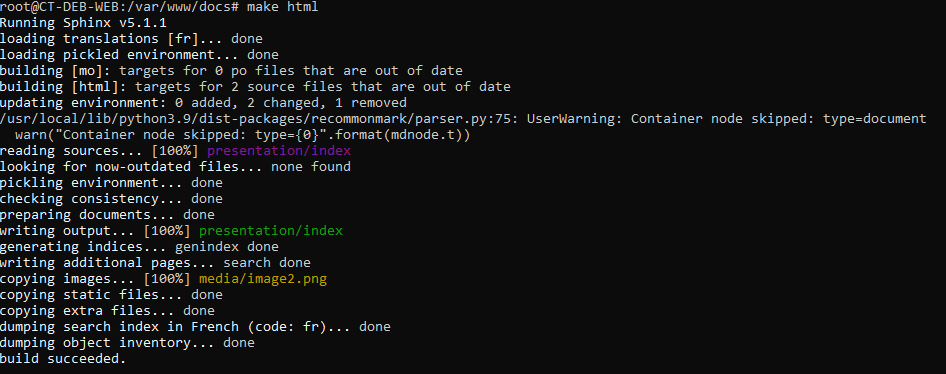 root@CT-DEB-WEB:/var/www/docs# make html
Running Sphinx v5.1.1
loading translations [fr]... done
loading pickled environment... done
building [mo]: targets for 0 po files that are out of date
building [html]: targets for 2 source files that are out of date
updating environment: 0 added, 2 changed, 1 removed
/usr/local/lib/python3.9/dist-packages/recommonmark/parser.py:75: UserWarning: Container node skipped: type=document
  warn("Container node skipped: type={0}".format(mdnode.t))
reading sources... [100%] presentation/index
looking for now-outdated files... none found
pickling environment... done
checking consistency... done
preparing documents... done
writing output... [100%] presentation/index
generating indices... genindex done
writing additional pages... search done
copying images... [100%] media/image2.png
copying static files... done
copying extra files... done
dumping search index in French (code: fr)... done
dumping object inventory... done
build succeeded.